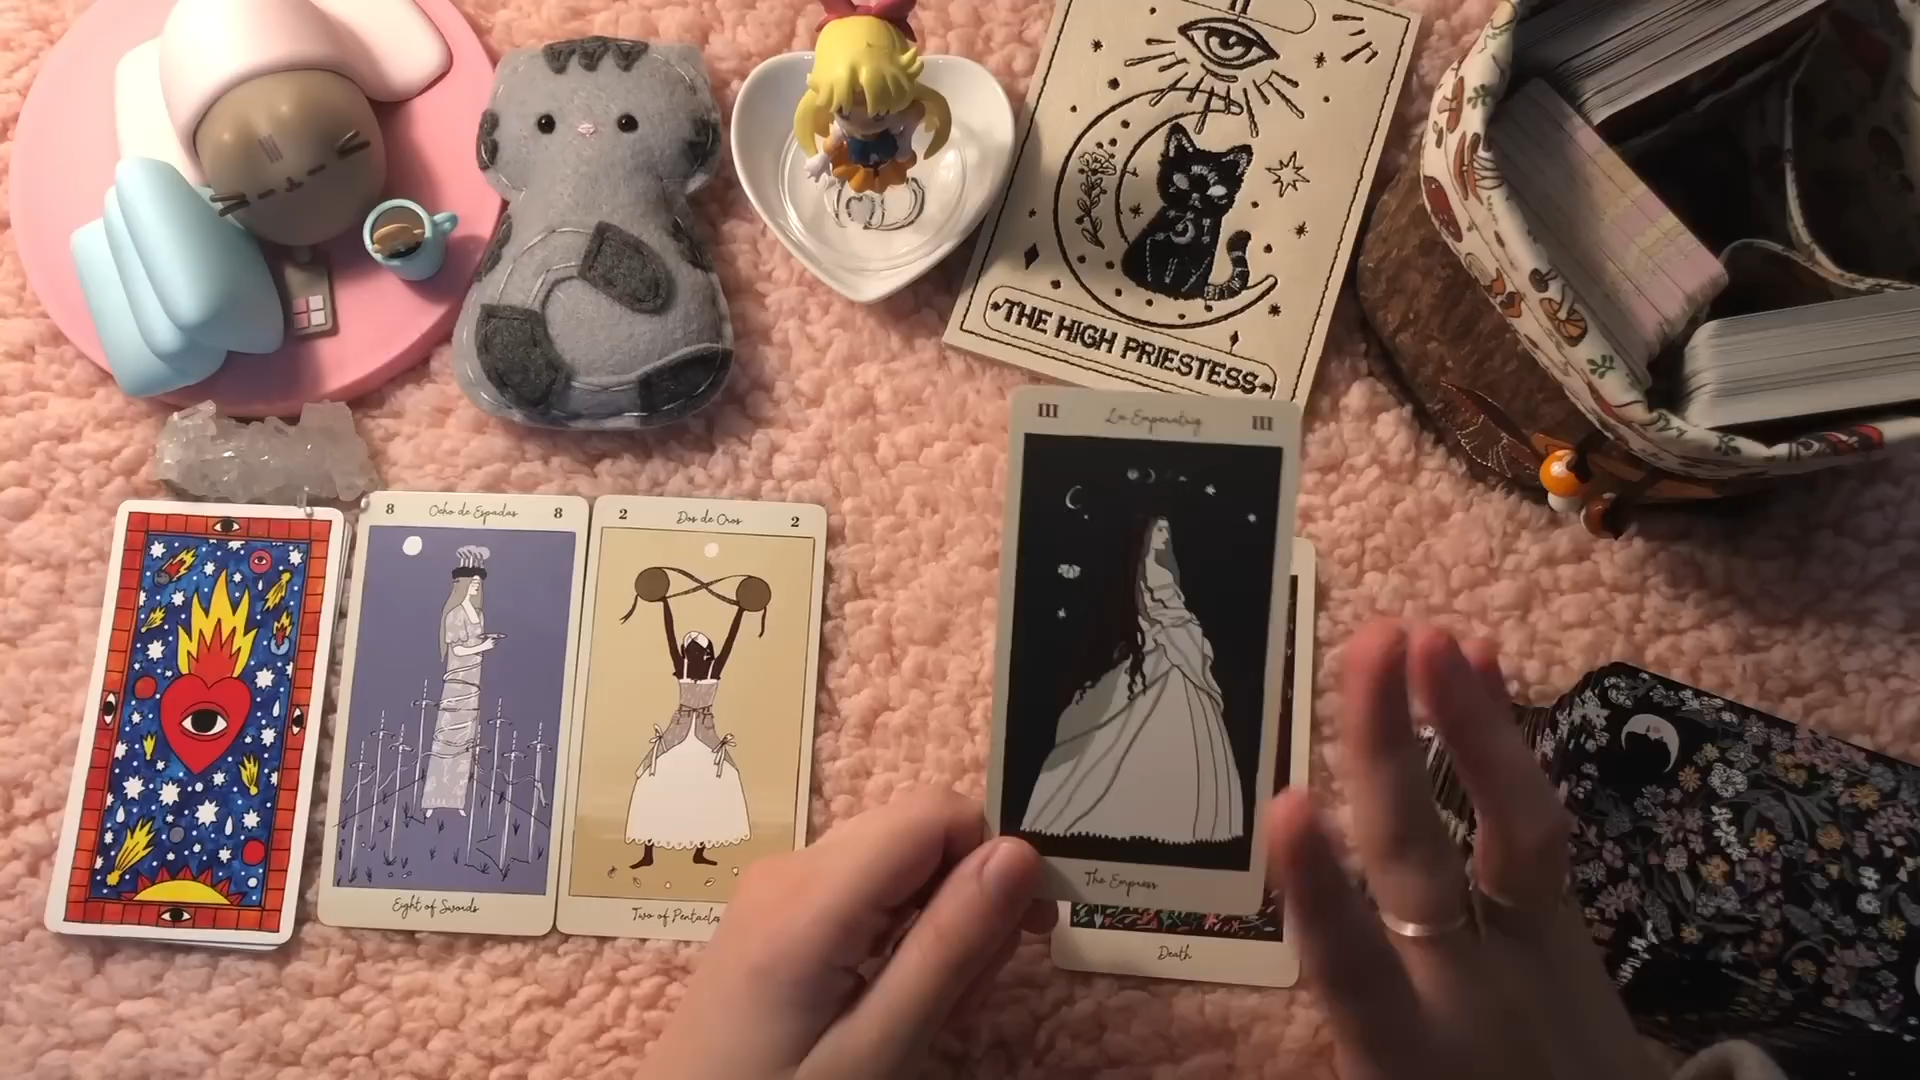 THE HIGH PRIESTESS
III La Emperatriz III
The Empress
8 Ocho de Espadas 8
Eight of Swords
2 Dos de Oros 2
Two of Pentacles
Death